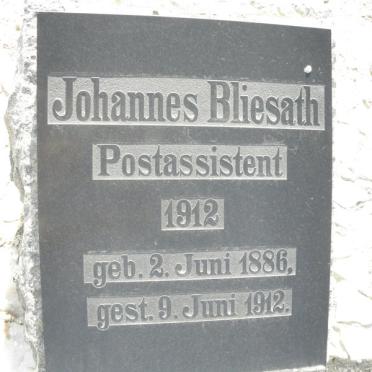 Johannes Bliesath
Postassistent
1912
geb. 2. Juni 1886,
gest. 9. Juni 1912.